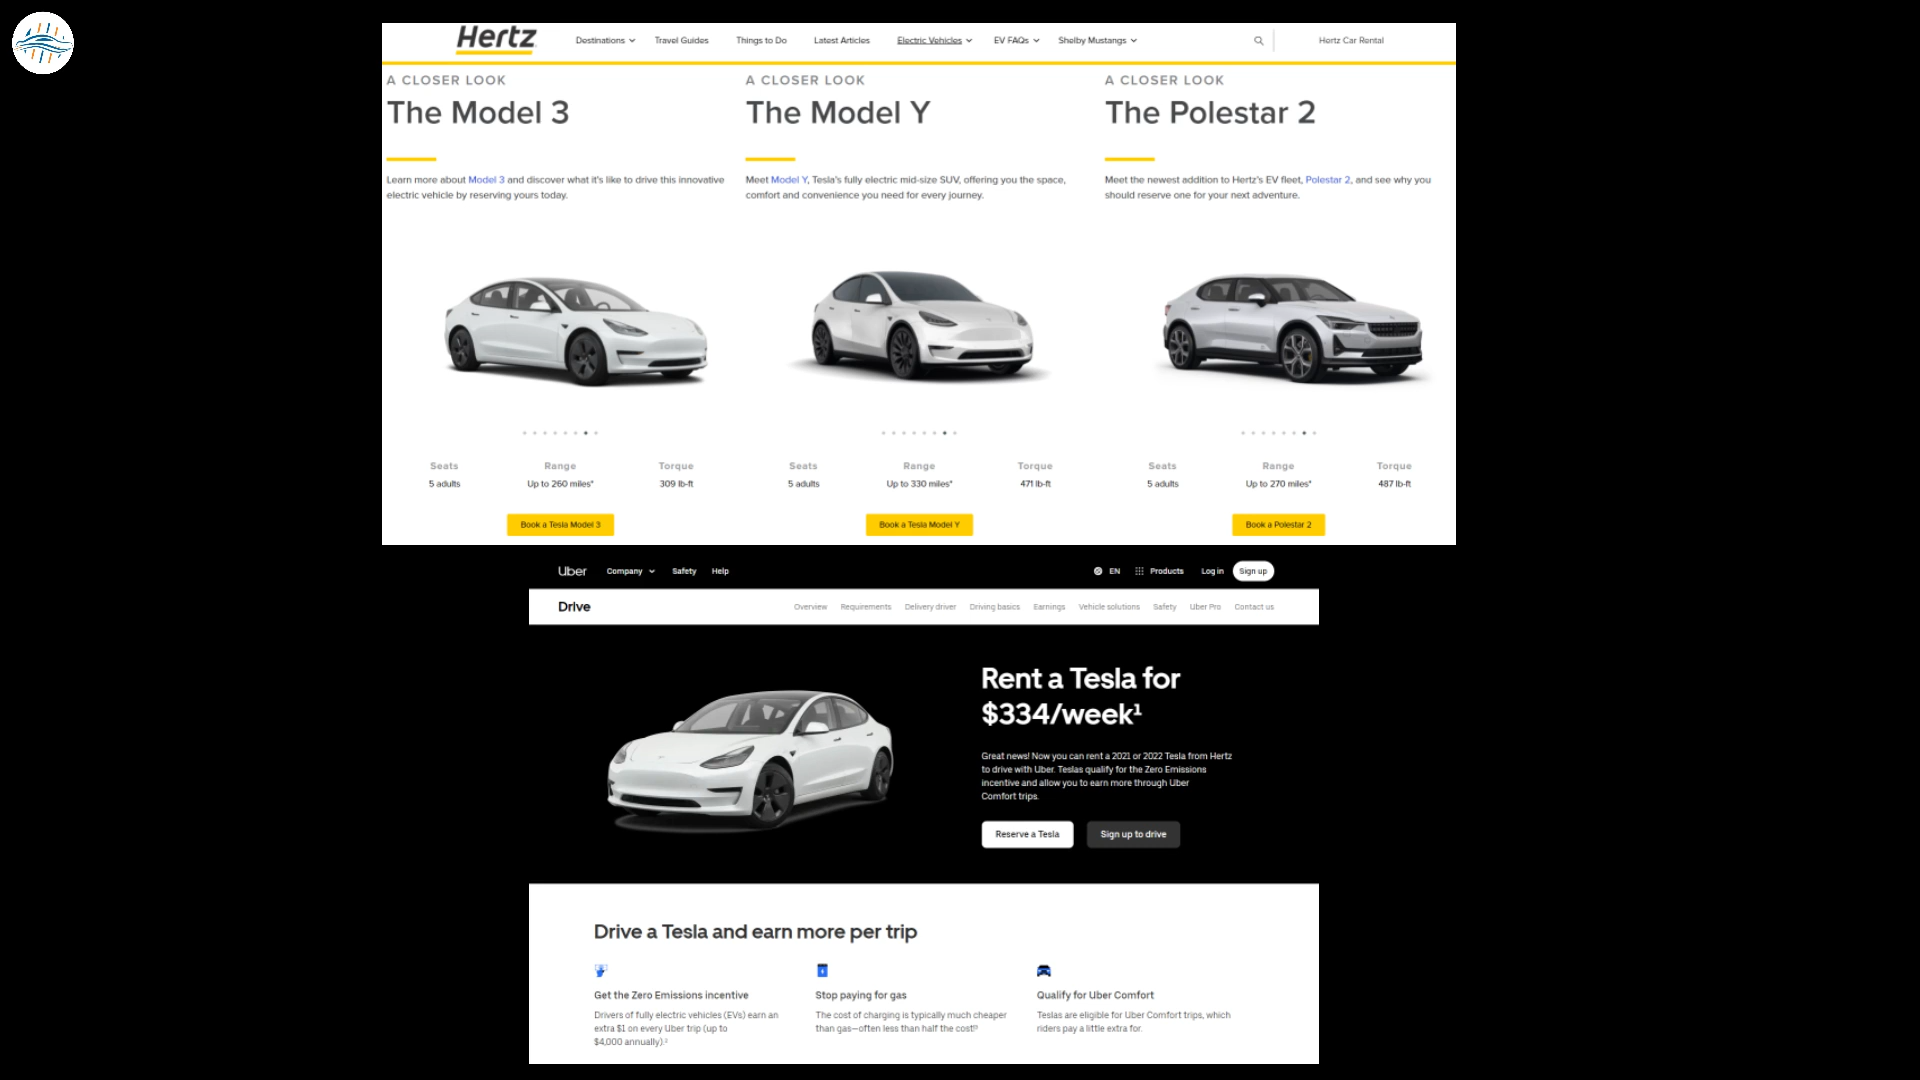 Hertz
Destinations Travel Guides Things to Do Latest Articles Electric Vehicles EV FAQs Shelby Mustangs Hertz Car Rental
A CLOSER LOOK
The Model 3
Learn more about Model 3 and discover what it's like to drive this innovative
electric vehicle by reserving yours today.
Seats Range Torque
5 adults Up to 260 miles* 309 lb-ft
Book a Tesla Model 3
A CLOSER LOOK
The Model Y
Meet Model Y, Tesla's fully electric mid-size SUV, offering you the space,
comfort and convenience you need for every journey.
Seats Range Torque
5 adults Up to 330 miles* 471 lb-ft
Book a Tesla Model Y
A CLOSER LOOK
The Polestar 2
Meet the newest addition to Hertz's EV fleet, Polestar 2, and see why you
should reserve one for your next adventure.
Seats Range Torque
5 adults Up to 270 miles* 487 lb-ft
Book a Polestar 2
Uber Company Safety Help EN Products Log in Sign up
Drive Overview Requirements Delivery driver Driving basics Earnings Vehicle solutions Safety Uber Pro Contact us
Rent a Tesla for
$334/week¹
Great news! Now you can rent a 2021 or 2022 Tesla from Hertz
to drive with Uber. Teslas qualify for the Zero Emissions
incentive and allow you to earn more through Uber
Comfort trips.
Reserve a Tesla Sign up to drive
Drive a Tesla and earn more per trip
Get the Zero Emissions incentive
Drivers of fully electric vehicles (EVs) earn an
extra $1 on every Uber trip (up to
$4,000 annually).²
Stop paying for gas
The cost of charging is typically much cheaper
than gas—often less than half the cost!³
Qualify for Uber Comfort
Teslas are eligible for Uber Comfort trips, which
riders pay a little extra for.